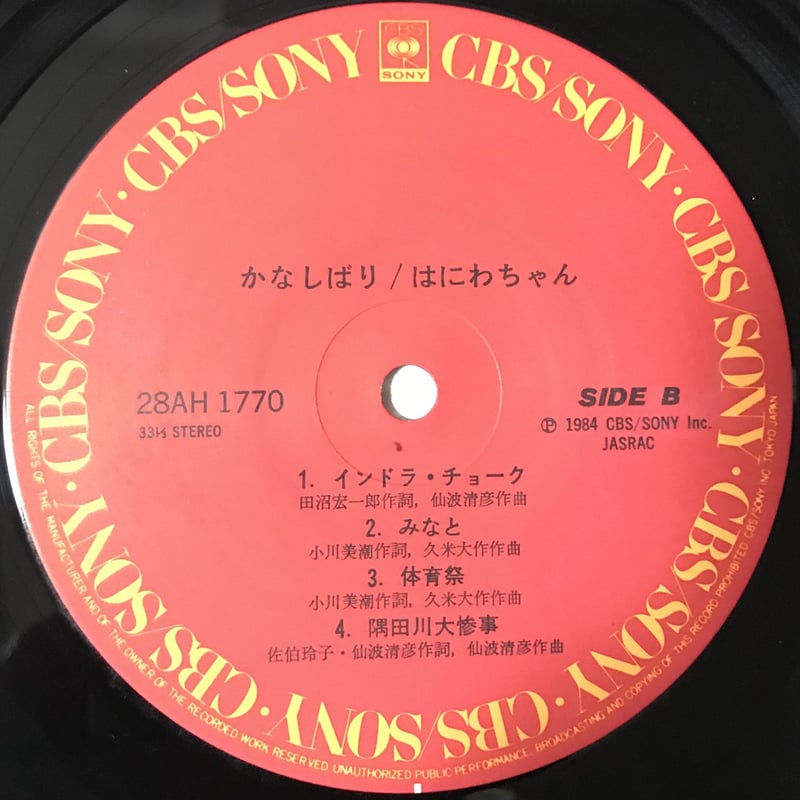 CBS
SONY
CBS/SONY · CBS/SONY · CBS/SONY · CBS/SONY · CBS/SONY · CBS/SONY · CBS/SONY · CBS/SONY
かなしばり / はにわちゃん
28AH 1770
33⅓ STEREO
SIDE B
Ⓟ 1984 CBS/SONY Inc.
JASRAC
1. インドラ・チョーク
田沼宏一郎作詞, 仙波清彦作曲
2. みなと
小川美潮作詞, 久米大作作曲
3. 体育祭
小川美潮作詞, 久米大作作曲
4. 隅田川大惨事
佐伯玲子・仙波清彦作詞, 仙波清彦作曲
ALL RIGHTS OF THE MANUFACTURER AND OF THE OWNER OF THE RECORDED WORK RESERVED UNAUTHORIZED PUBLIC PERFORMANCE, BROADCASTING AND COPYING OF THIS RECORD PROHIBITED CBS/SONY INC. TOKYO JAPAN